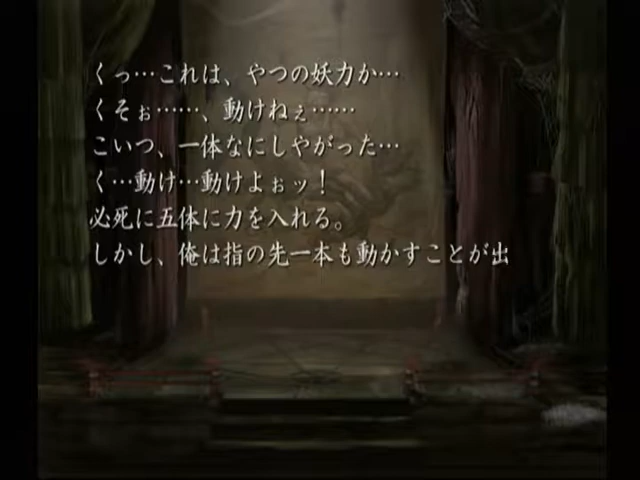 くっ…これは、やつの妖力か…
くそぉ……、動けねぇ……
こいつ、一体なにしやがった…
く…動け…動けよぉッ！
必死に五体に力を入れる。
しかし、俺は指の先一本も動かすことが出